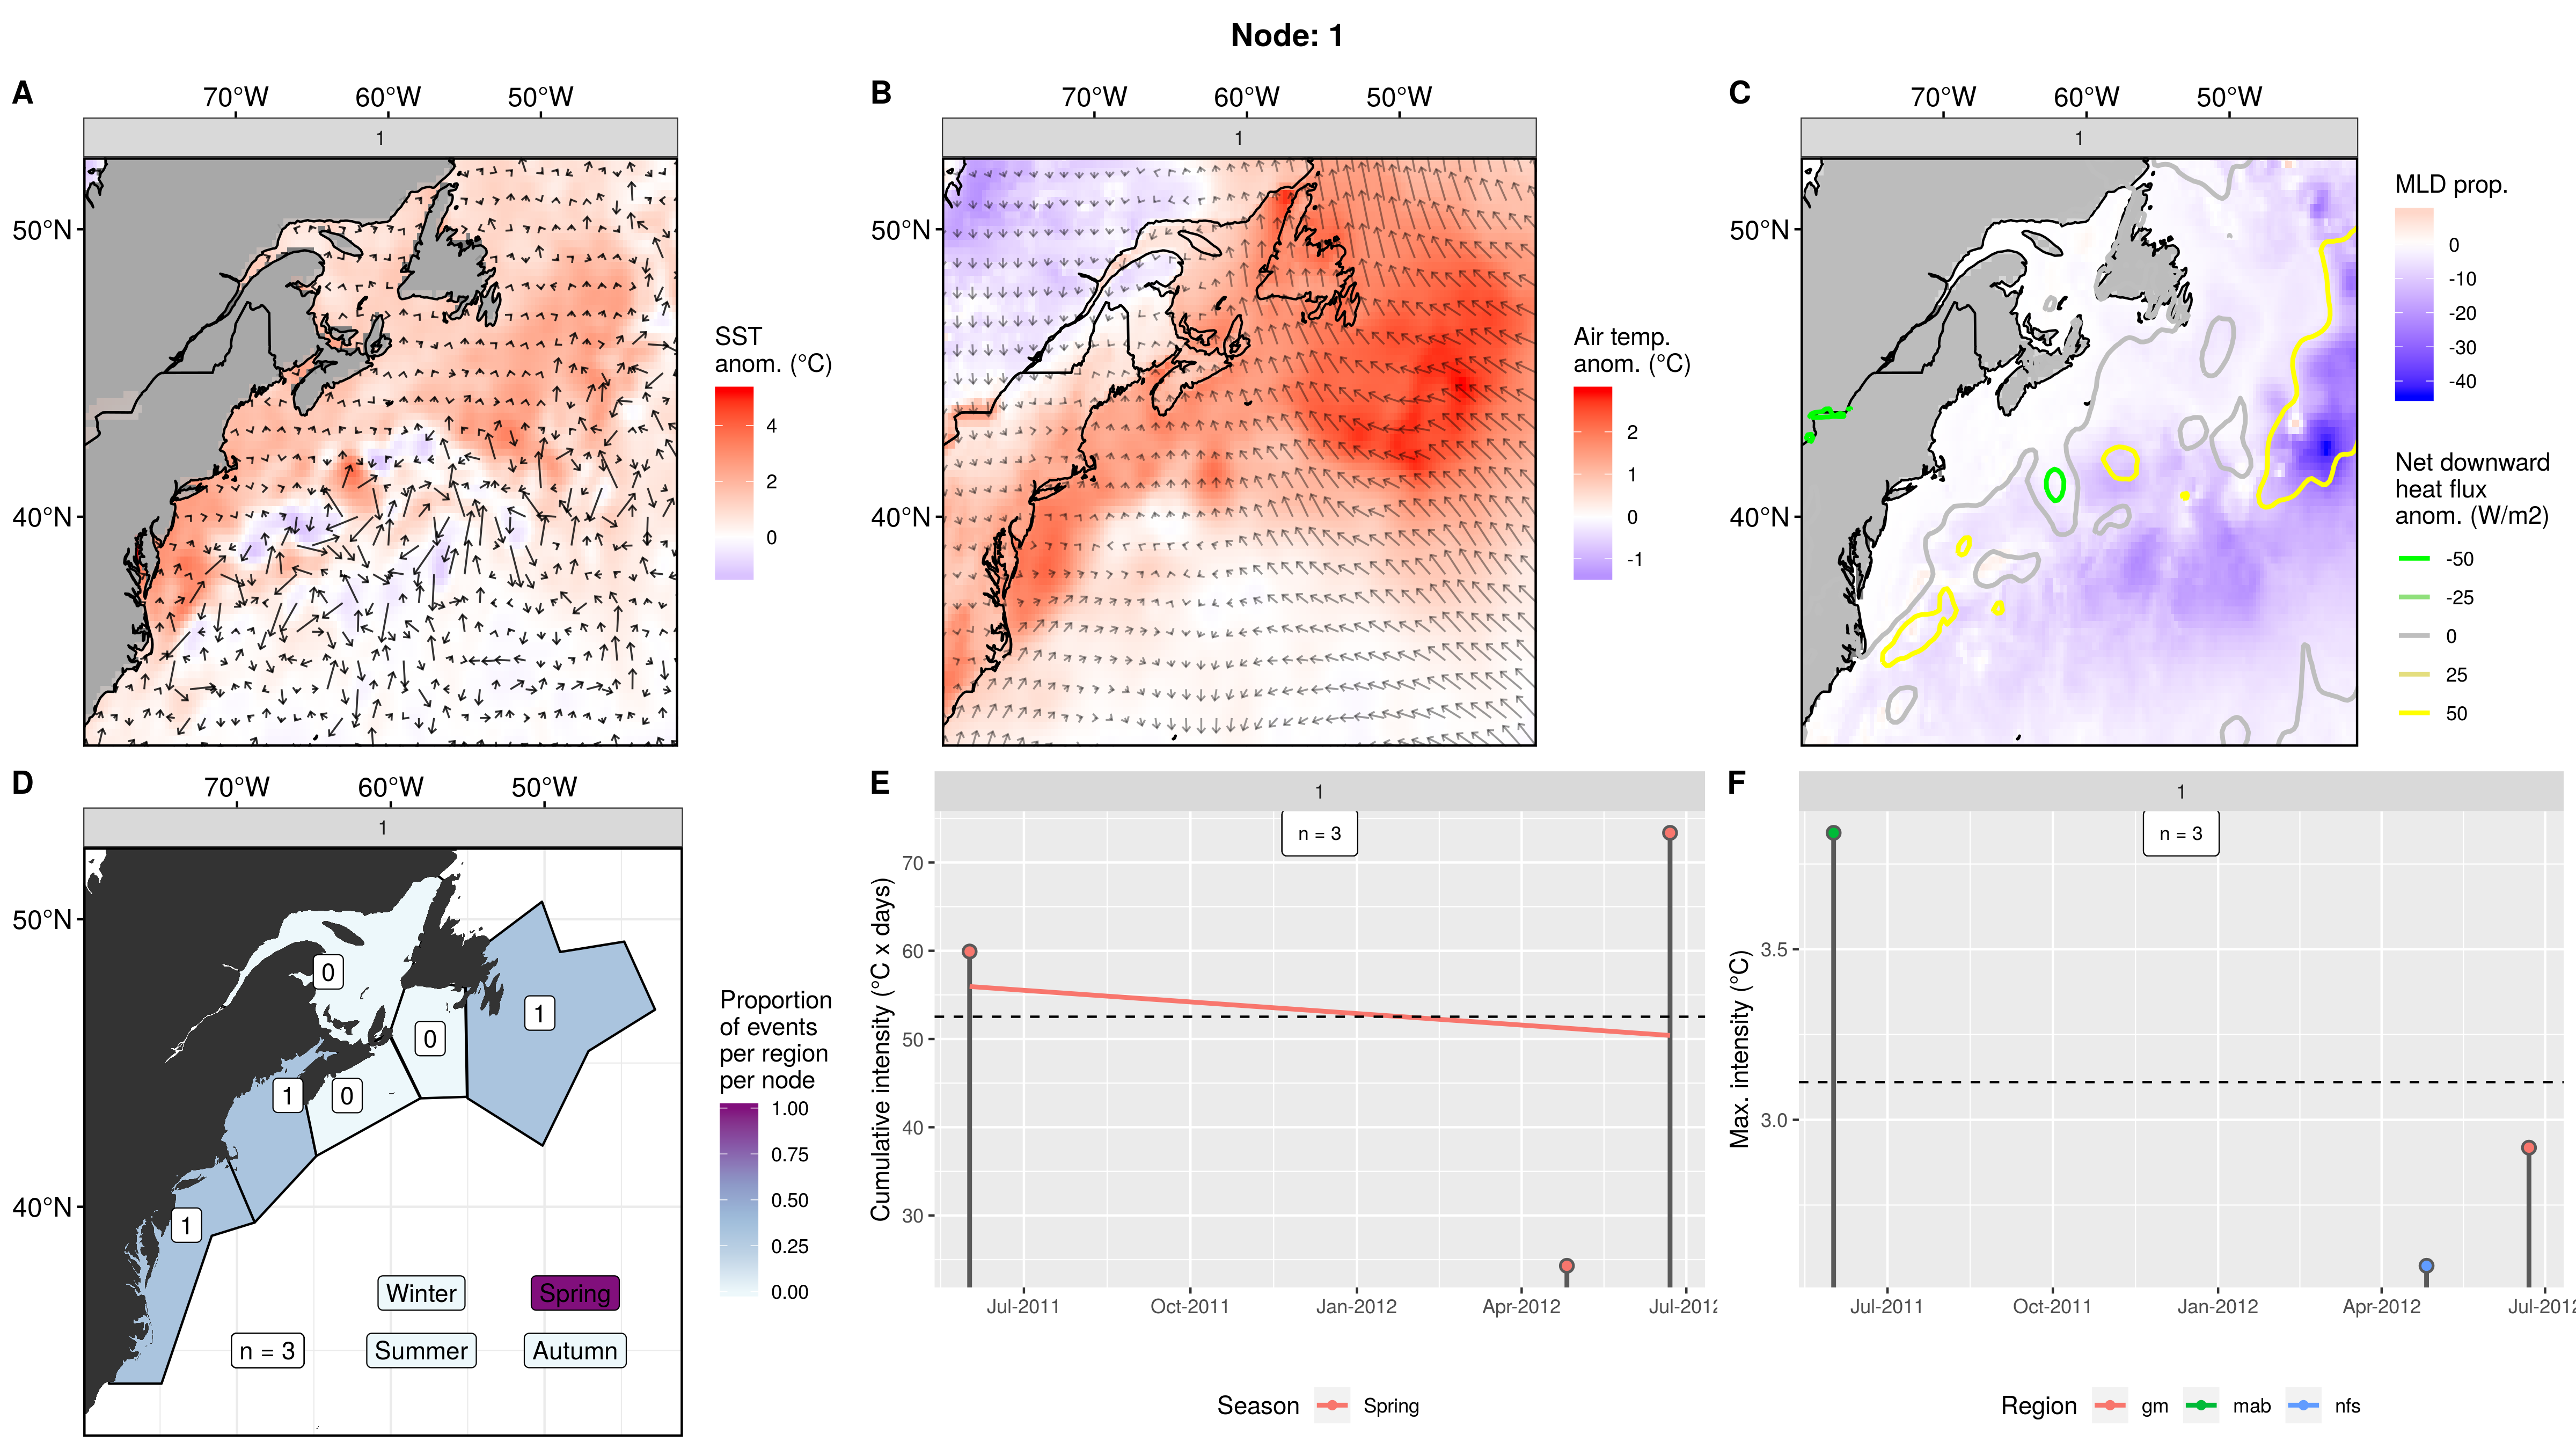 Node: 1
A
70°W 60°W 50°W
1
50°N
40°N
SST
anom. (°C)
4
2
0
B
70°W 60°W 50°W
1
50°N
40°N
Air temp.
anom. (°C)
2
1
0
-1
C
70°W 60°W 50°W
1
50°N
40°N
MLD prop.
0
-10
-20
-30
-40
Net downward
heat flux
anom. (W/m2)
-50
-25
0
25
50
D
70°W 60°W 50°W
1
50°N
40°N
0
1
0
1
0
1
Winter Spring
n = 3 Summer Autumn
Proportion
of events
per region
per node
1.00
0.75
0.50
0.25
0.00
E
1
n = 3
Cumulative intensity (°C x days)
70
60
50
40
30
Jul-2011 Oct-2011 Jan-2012 Apr-2012 Jul-201
Season Spring
F
1
n = 3
Max. intensity (°C)
3.5
3.0
Jul-2011 Oct-2011 Jan-2012 Apr-2012 Jul-2012
Region gm mab nfs